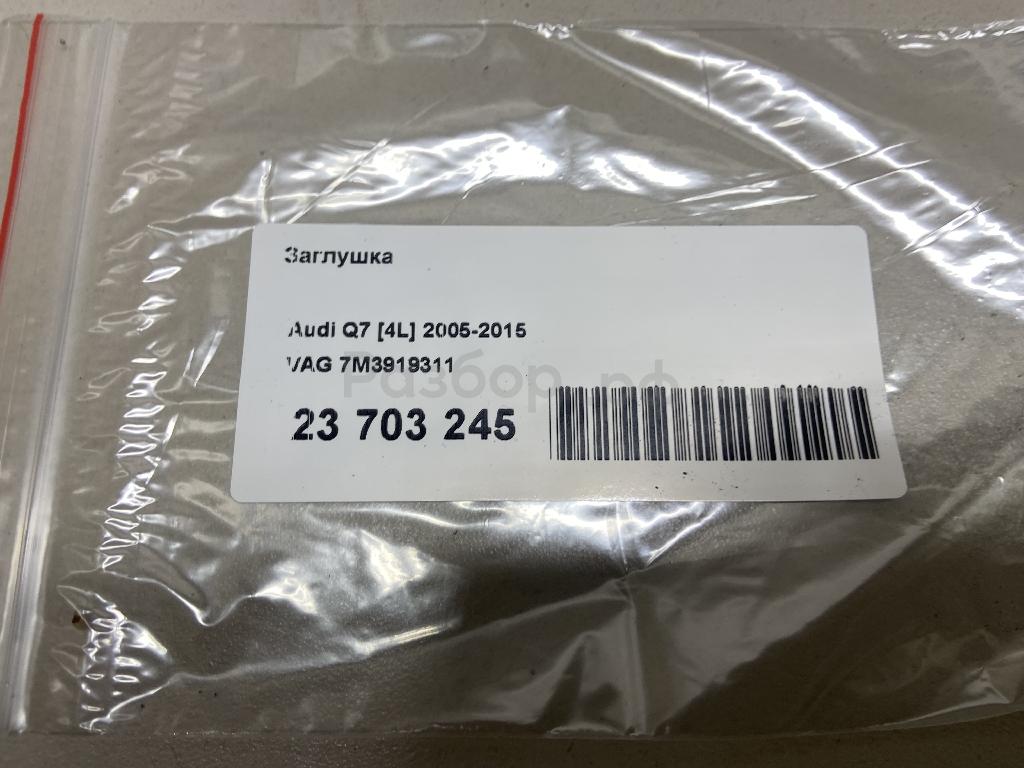 Заглушка
Audi Q7 [4L] 2005-2015
VAG 7M3919311
Разбор.рф
23 703 245